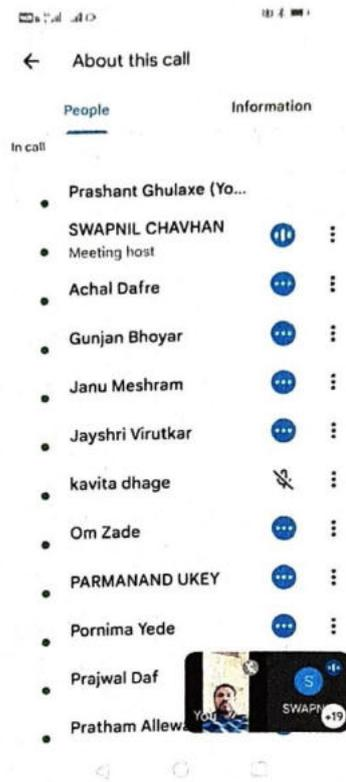 About this call
People Information
In call
Prashant Ghulaxe (Yo...
SWAPNIL CHAVHAN
Meeting host
Achal Dafre
Gunjan Bhoyar
Janu Meshram
Jayshri Virutkar
kavita dhage
Om Zade
PARMANAND UKEY
Pornima Yede
Prajwal Daf
Pratham Allewa
You
S
SWAPN
+19